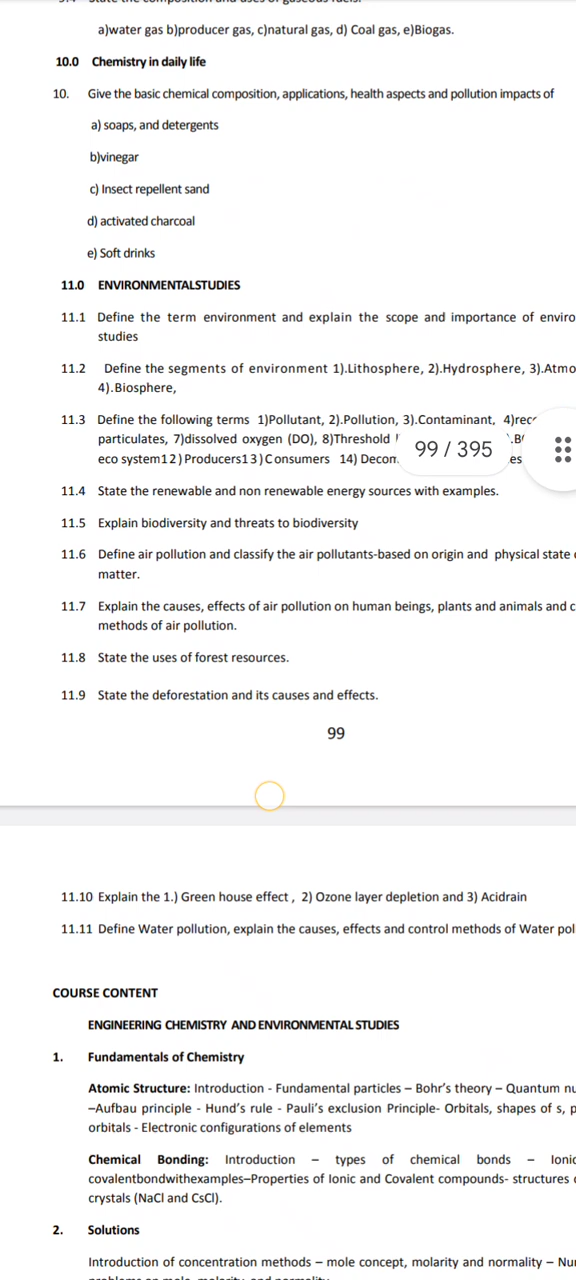 a)water gas b)producer gas, c)natural gas, d) Coal gas, e)Biogas.
10.0 Chemistry in daily life
10. Give the basic chemical composition, applications, health aspects and pollution impacts of
a) soaps, and detergents
b)vinegar
c) Insect repellent sand
d) activated charcoal
e) Soft drinks
11.0 ENVIRONMENTALSTUDIES
11.1 Define the term environment and explain the scope and importance of enviro
studies
11.2 Define the segments of environment 1).Lithosphere, 2).Hydrosphere, 3).Atmo
4).Biosphere,
11.3 Define the following terms 1)Pollutant, 2).Pollution, 3).Contaminant, 4)rec
particulates, 7)dissolved oxygen (DO), 8)Threshold
eco system12) Producers13)Consumers 14) Decom
99 / 395
es
11.4 State the renewable and non renewable energy sources with examples.
11.5 Explain biodiversity and threats to biodiversity
11.6 Define air pollution and classify the air pollutants-based on origin and physical state
matter.
11.7 Explain the causes, effects of air pollution on human beings, plants and animals and c
methods of air pollution.
11.8 State the uses of forest resources.
11.9 State the deforestation and its causes and effects.
99
11.10 Explain the 1.) Green house effect , 2) Ozone layer depletion and 3) Acidrain
11.11 Define Water pollution, explain the causes, effects and control methods of Water pol
COURSE CONTENT
ENGINEERING CHEMISTRY AND ENVIRONMENTAL STUDIES
1. Fundamentals of Chemistry
Atomic Structure: Introduction - Fundamental particles – Bohr's theory – Quantum nu
–Aufbau principle - Hund's rule - Pauli's exclusion Principle- Orbitals, shapes of s, p
orbitals - Electronic configurations of elements
Chemical Bonding: Introduction – types of chemical bonds – Ionic
covalentbondwithexamples–Properties of Ionic and Covalent compounds- structures
crystals (NaCl and CsCl).
2. Solutions
Introduction of concentration methods – mole concept, molarity and normality – Nu